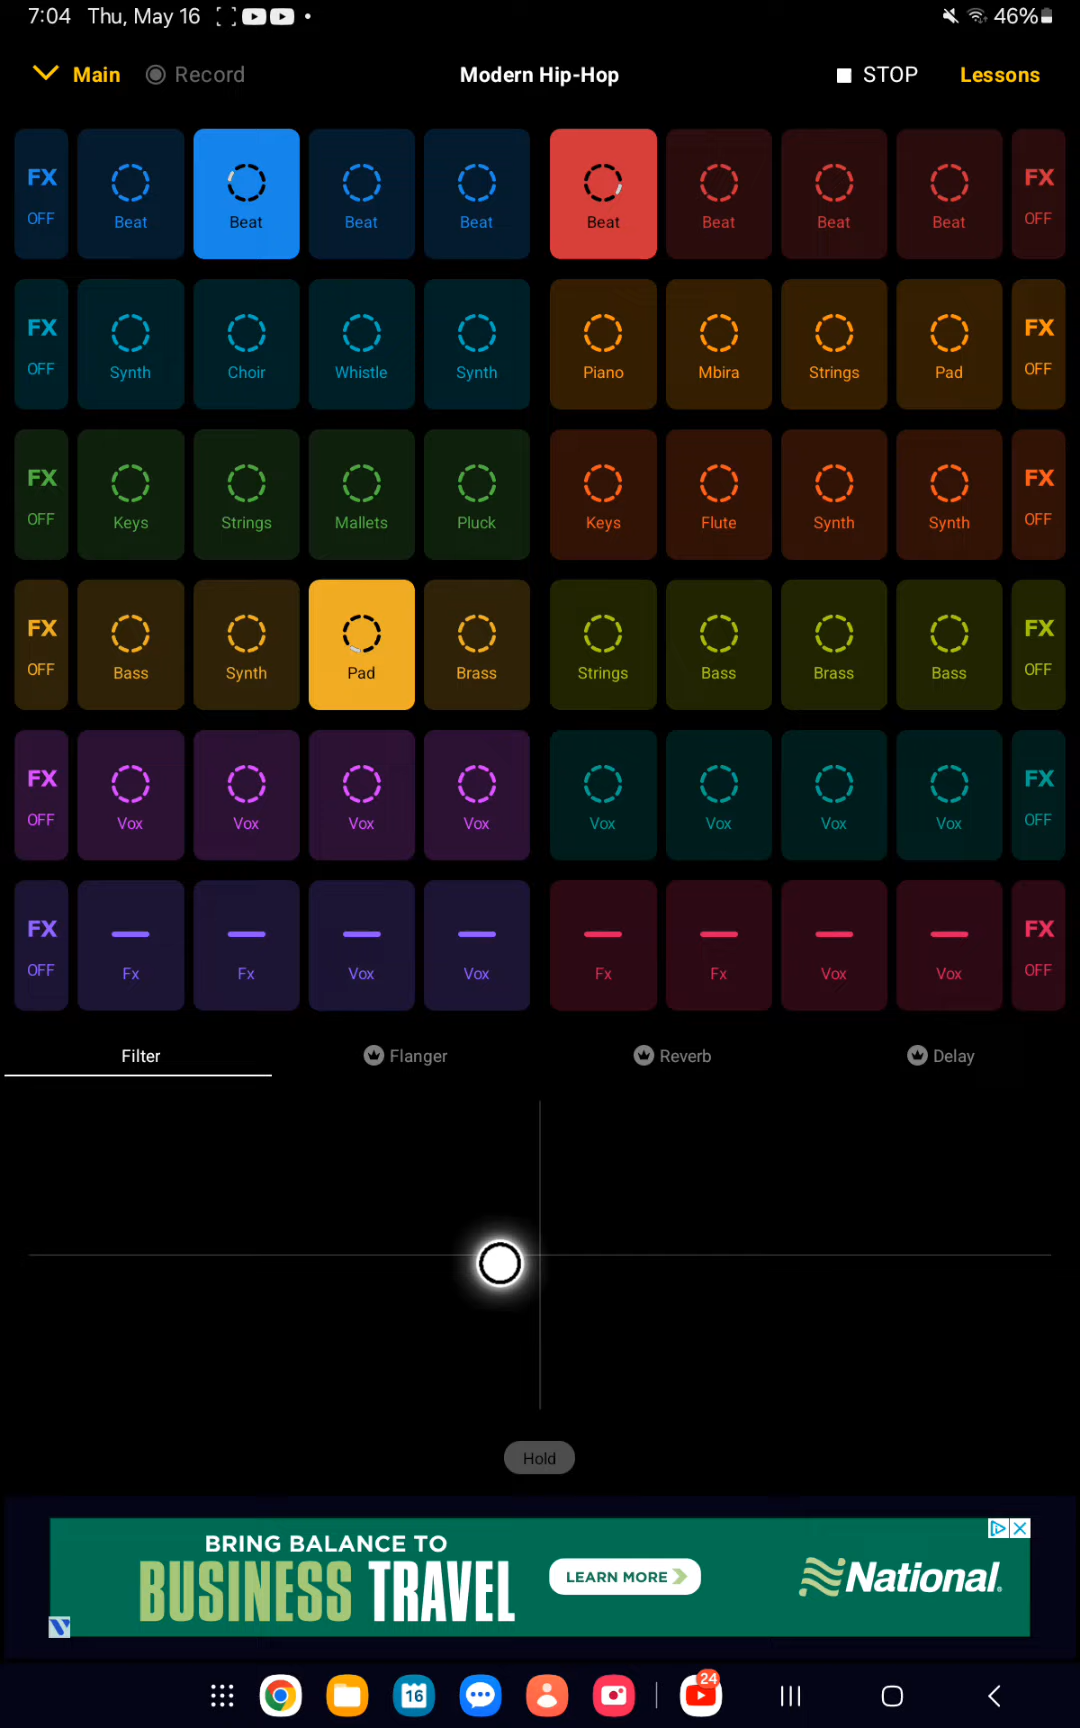 7:04 Thu, May 16 46%
Main Record Modern Hip-Hop STOP Lessons
FX Beat Beat Beat Beat Beat Beat Beat Beat FX
OFF OFF
FX Synth Choir Whistle Synth Piano Mbira Strings Pad FX
OFF OFF
FX Keys Strings Mallets Pluck Keys Flute Synth Synth FX
OFF OFF
FX Bass Synth Pad Brass Strings Bass Brass Bass FX
OFF OFF
FX Vox Vox Vox Vox Vox Vox Vox Vox FX
OFF OFF
FX Fx Fx Vox Vox Fx Fx Vox Vox FX
OFF OFF
Filter Flanger Reverb Delay
Hold
BRING BALANCE TO
BUSINESS TRAVEL
LEARN MORE
National.
16
24